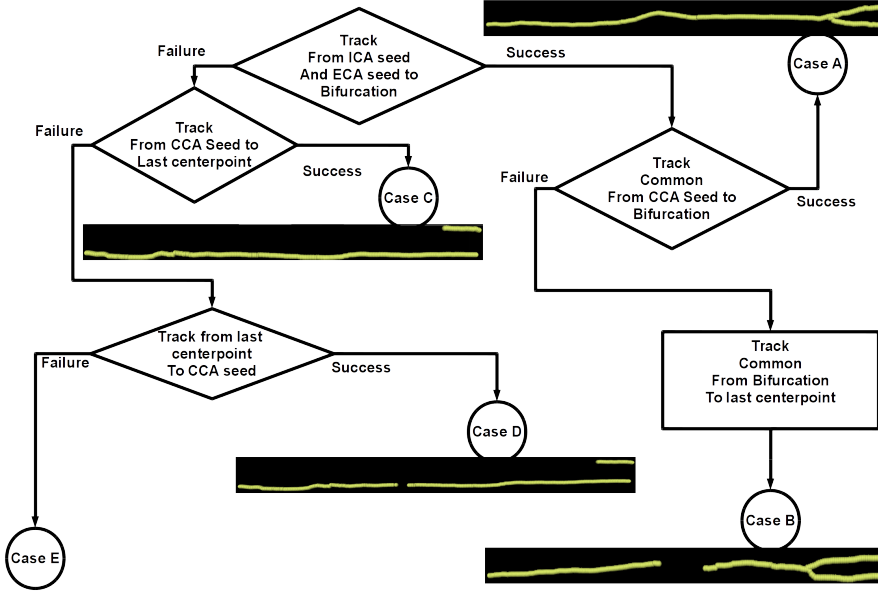 Track
From ICA seed
And ECA seed to
Bifurcation
Failure
Success
Case A
Track
From CCA Seed to
Last centerpoint
Failure
Success
Case C
Track
Common
From CCA Seed to
Bifurcation
Failure
Success
Track from last
centerpoint
To CCA seed
Failure
Success
Track
Common
From Bifurcation
To last centerpoint
Case D
Case B
Case E